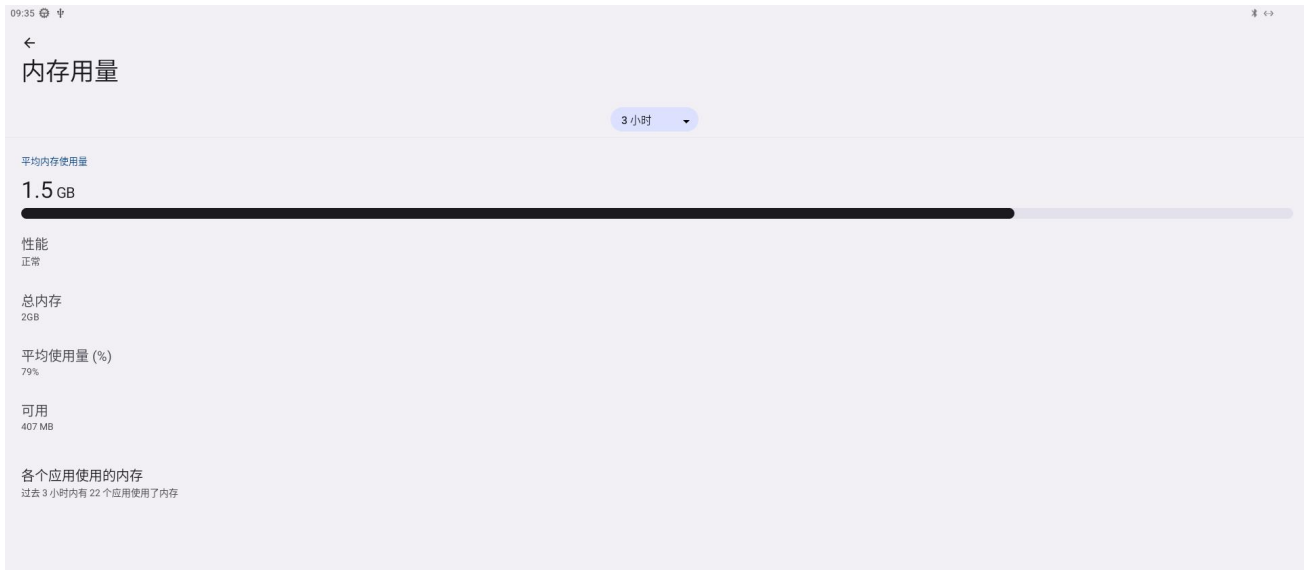 09:35
内存用量
3 小时
平均内存使用量
1.5 GB
性能
正常
总内存
2GB
平均使用量 (%)
79%
可用
407 MB
各个应用使用的内存
过去 3 小时内有 22 个应用使用了内存